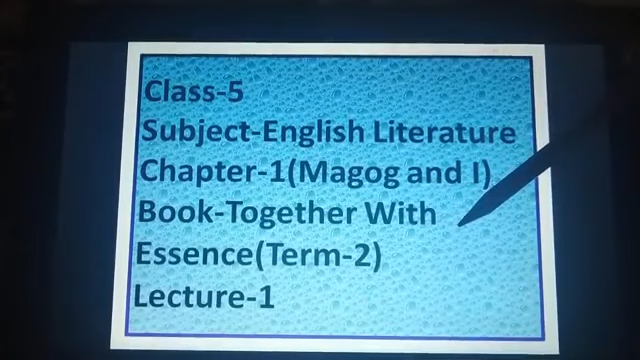 Class-5
Subject-English Literature
Chapter-1(Magog and I)
Book-Together With
Essence(Term-2)
Lecture-1